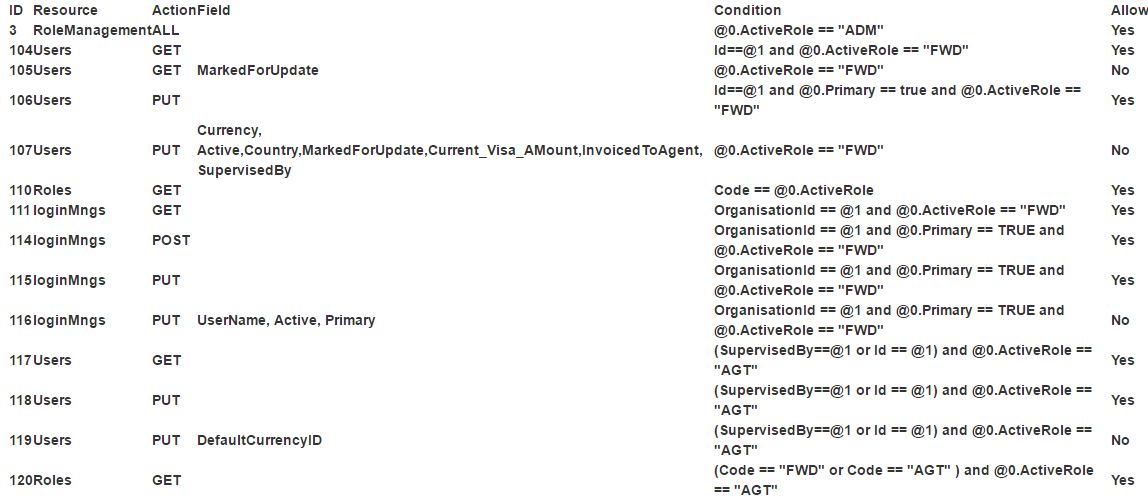 ID Resource Action Field Condition Allow
3 RoleManagement ALL @0.ActiveRole == "ADM" Yes
104 Users GET Id==@1 and @0.ActiveRole == "FWD" Yes
105 Users GET MarkedForUpdate @0.ActiveRole == "FWD" No
106 Users PUT Id==@1 and @0.Primary == true and @0.ActiveRole ==
"FWD" Yes
Currency,
107 Users PUT Active,Country,MarkedForUpdate,Current_Visa_AMount,InvoicedToAgent, @0.ActiveRole == "FWD" No
SupervisedBy
110 Roles GET Code == @0.ActiveRole Yes
111 loginMngs GET OrganisationId == @1 and @0.ActiveRole == "FWD" Yes
114 loginMngs POST OrganisationId == @1 and @0.Primary == TRUE and
@0.ActiveRole == "FWD" Yes
115 loginMngs PUT OrganisationId == @1 and @0.Primary == TRUE and
@0.ActiveRole == "FWD" Yes
116 loginMngs PUT UserName, Active, Primary OrganisationId == @1 and @0.Primary == TRUE and
@0.ActiveRole == "FWD" No
117 Users GET (SupervisedBy==@1 or Id == @1) and @0.ActiveRole ==
"AGT" Yes
118 Users PUT (SupervisedBy==@1 or Id == @1) and @0.ActiveRole ==
"AGT" Yes
119 Users PUT DefaultCurrencyID (SupervisedBy==@1 or Id == @1) and @0.ActiveRole ==
"AGT" No
120 Roles GET (Code == "FWD" or Code == "AGT" ) and @0.ActiveRole
== "AGT" Yes